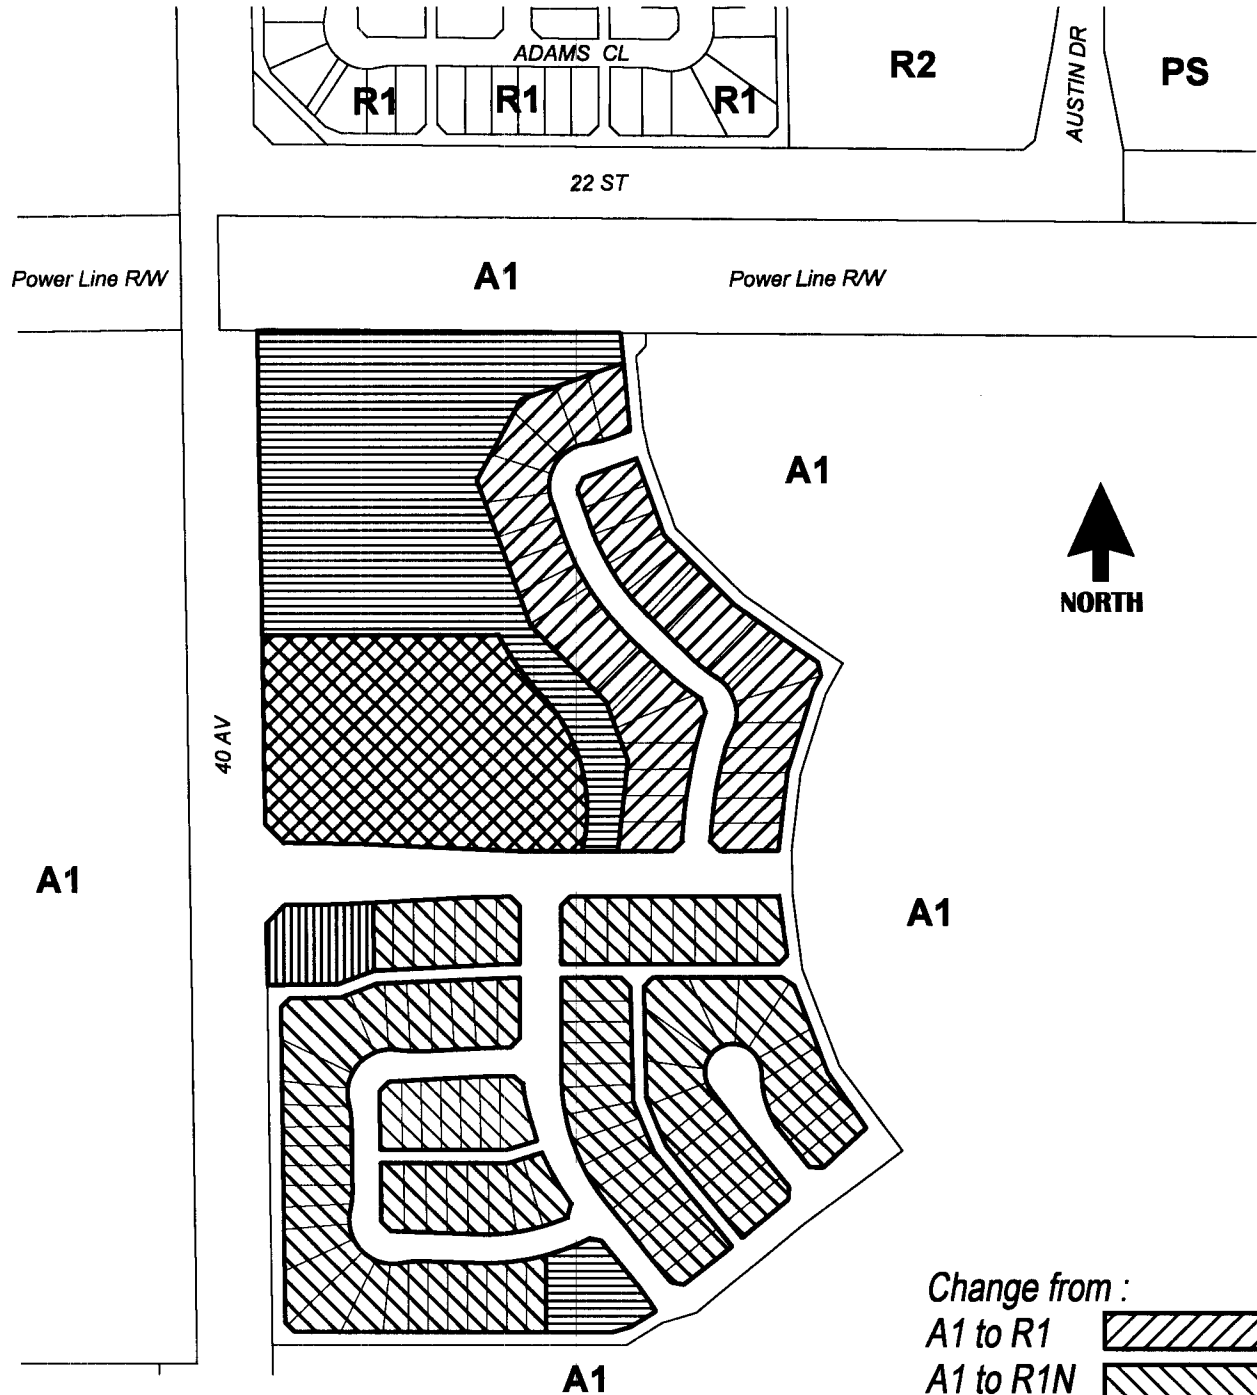 ADAMS CL
R1
R1
R1
R2
AUSTIN DR
PS
22 ST
Power Line R/W
A1
Power Line R/W
A1
NORTH
40 AV
A1
A1
Change from :
A1 to R1
A1 to R1N
A1